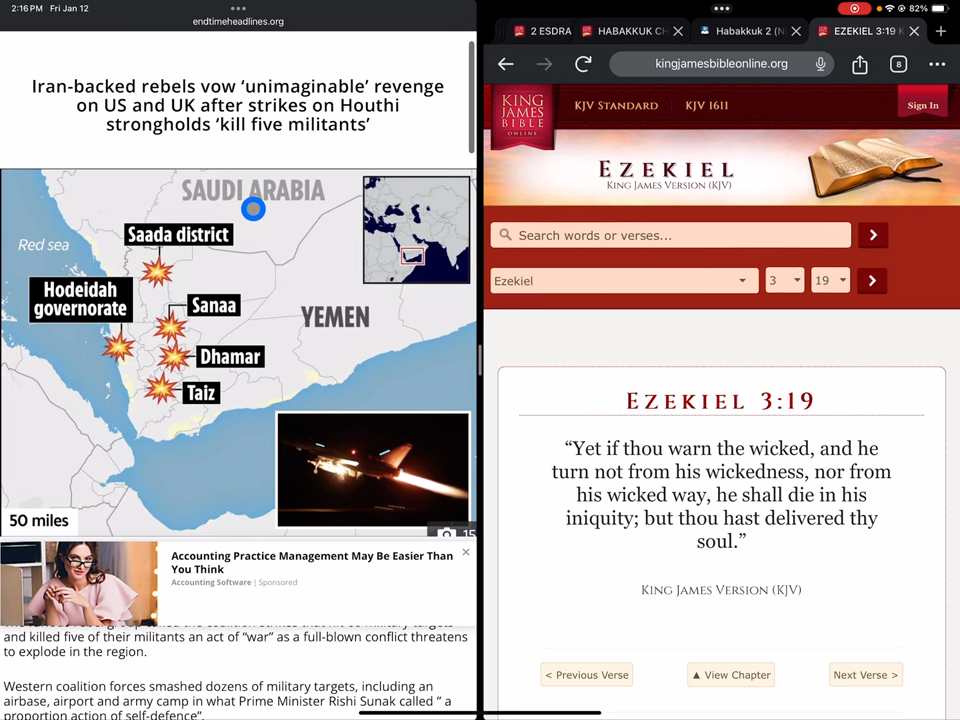 2:16 PM Fri Jan 12
endtimeheadlines.org
Iran-backed rebels vow ‘unimaginable’ revenge
on US and UK after strikes on Houthi
strongholds ‘kill five militants’
SAUDI ARABIA
Red sea
Saada district
Hodeidah
governorate
Sanaa
YEMEN
Dhamar
Taiz
50 miles
15
Accounting Practice Management May Be Easier Than
You Think
Accounting Software | Sponsored
and killed five of their militants an act of “war” as a full-blown conflict threatens
to explode in the region.
Western coalition forces smashed dozens of military targets, including an
airbase, airport and army camp in what Prime Minister Rishi Sunak called ” a
proportion action of self-defence”.
82%
2 ESDRA
HABAKKUK CH
Habakkuk 2 (N
EZEKIEL 3:19 K
kingjamesbibleonline.org
8
KING
JAMES
BIBLE
ONLINE
KJV STANDARD
KJV 1611
Sign In
EZEKIEL
KING JAMES VERSION (KJV)
Search words or verses...
Ezekiel
3
19
EZEKIEL 3:19
“Yet if thou warn the wicked, and he
turn not from his wickedness, nor from
his wicked way, he shall die in his
iniquity; but thou hast delivered thy
soul.”
KING JAMES VERSION (KJV)
< Previous Verse
▲ View Chapter
Next Verse >